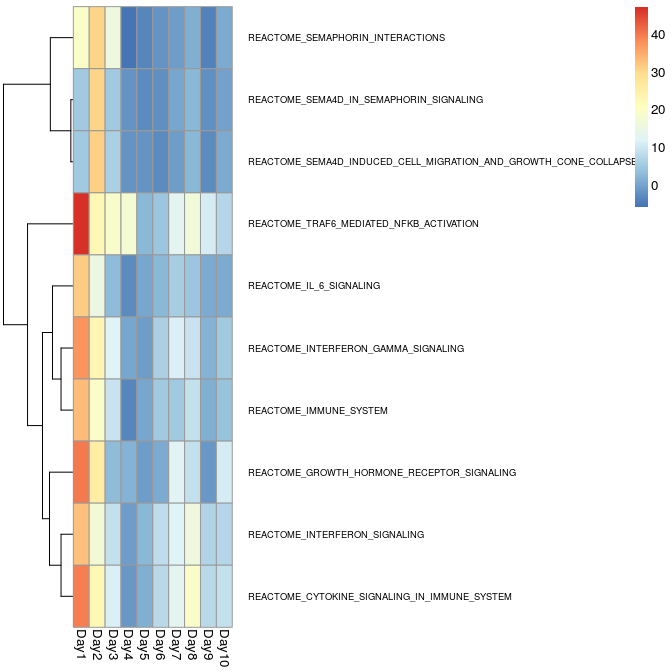 REACTOME_SEMAPHORIN_INTERACTIONS
REACTOME_SEMA4D_IN_SEMAPHORIN_SIGNALING
REACTOME_SEMA4D_INDUCED_CELL_MIGRATION_AND_GROWTH_CONE_COLLAPSE
REACTOME_TRAF6_MEDIATED_NFKB_ACTIVATION
REACTOME_IL_6_SIGNALING
REACTOME_INTERFERON_GAMMA_SIGNALING
REACTOME_IMMUNE_SYSTEM
REACTOME_GROWTH_HORMONE_RECEPTOR_SIGNALING
REACTOME_INTERFERON_SIGNALING
REACTOME_CYTOKINE_SIGNALING_IN_IMMUNE_SYSTEM
Day1
Day2
Day3
Day4
Day5
Day6
Day7
Day8
Day9
Day10
40
30
20
10
0